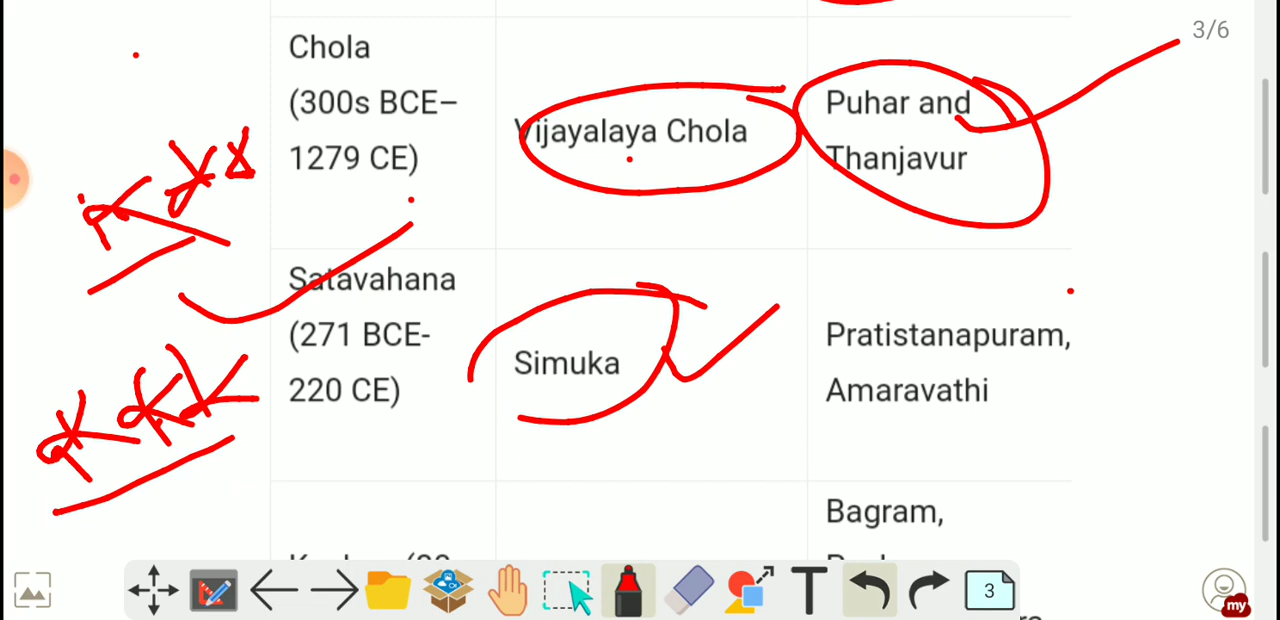 3/6
Chola
(300s BCE–
1279 CE)
Vijayalaya Chola
Puhar and
Thanjavur
Satavahana
(271 BCE-
220 CE)
Simuka
Pratistanapuram,
Amaravathi
Bagram,
T
3
my